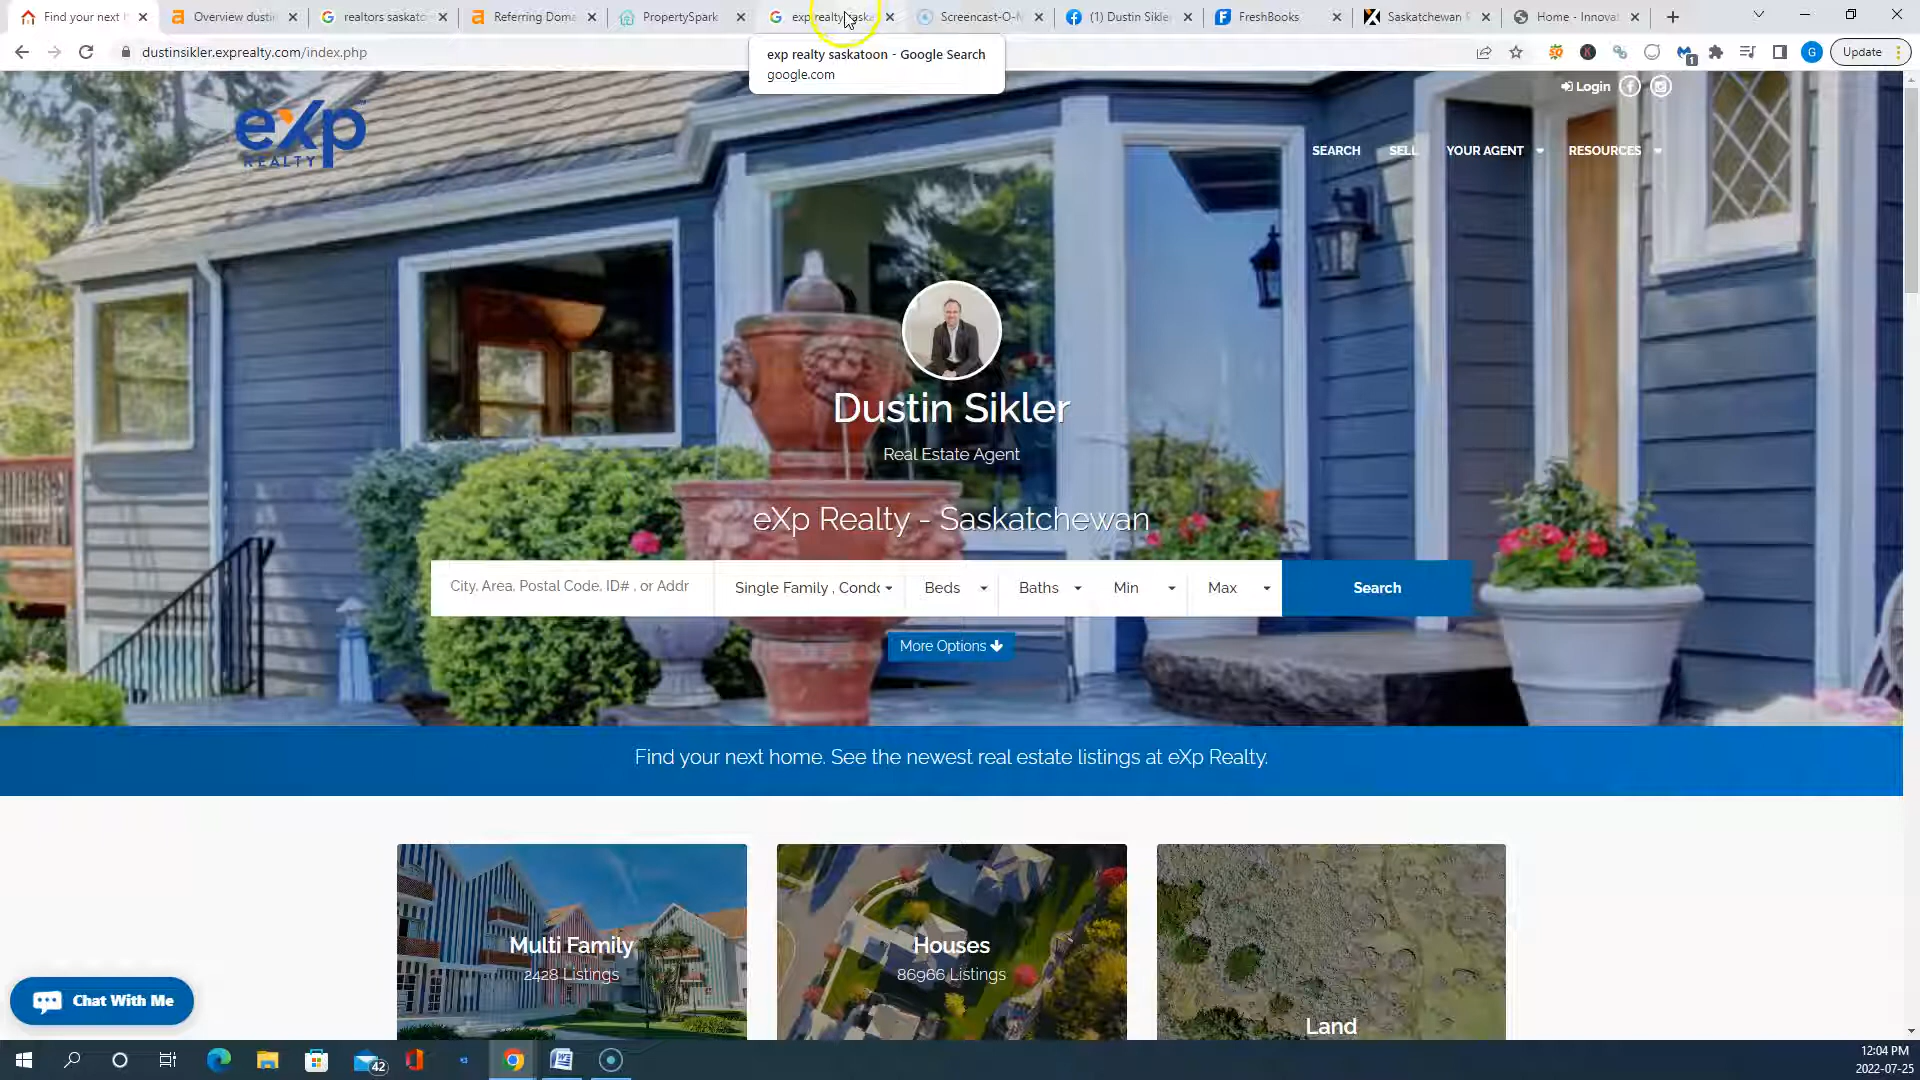 Find your next h
Overview dustin
realtors saskato
Referring Doma
PropertySpark
exp realty saska
Screencast-O-M
(1) Dustin Sikle
FreshBooks
Saskatchewan R
Home - Innovat
dustinsikler.exprealty.com/index.php
Update
exp realty saskatoon - Google Search
google.com
Login
eXp
REALTY
SEARCH
SELL
YOUR AGENT
RESOURCES
Dustin Sikler
Real Estate Agent
eXp Realty - Saskatchewan
City, Area, Postal Code, ID# , or Addr
Single Family , Condo
Beds
Baths
Min
Max
Search
More Options
Find your next home. See the newest real estate listings at eXp Realty.
Multi Family
2428 Listings
Houses
86966 Listings
Land
Chat With Me
42
12:04 PM
2022-07-25